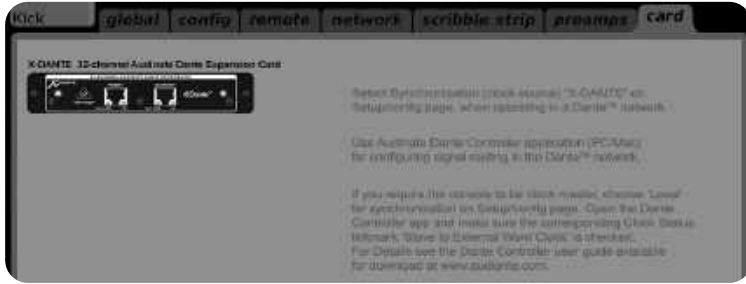 Kick global config remote network scribble strip preamps card
X-DANTE 32-channel Audinate Dante Expansion Card
Dante
Select Synchronization (clock source) "X-DANTE" on
Setup/config page, when operating in a Dante™ network.
Use Audinate Dante Controller application (PC/Mac)
for configuring signal routing in the Dante™ network.
If you require the console to be clock master, choose 'Local'
for synchronization on Setup/config page. Open the Dante
Controller app and make sure the corresponding Clock Status
'Slave to External Word Clock' is checked.
For Details see the Dante Controller user guide available
for download at www.audinate.com.